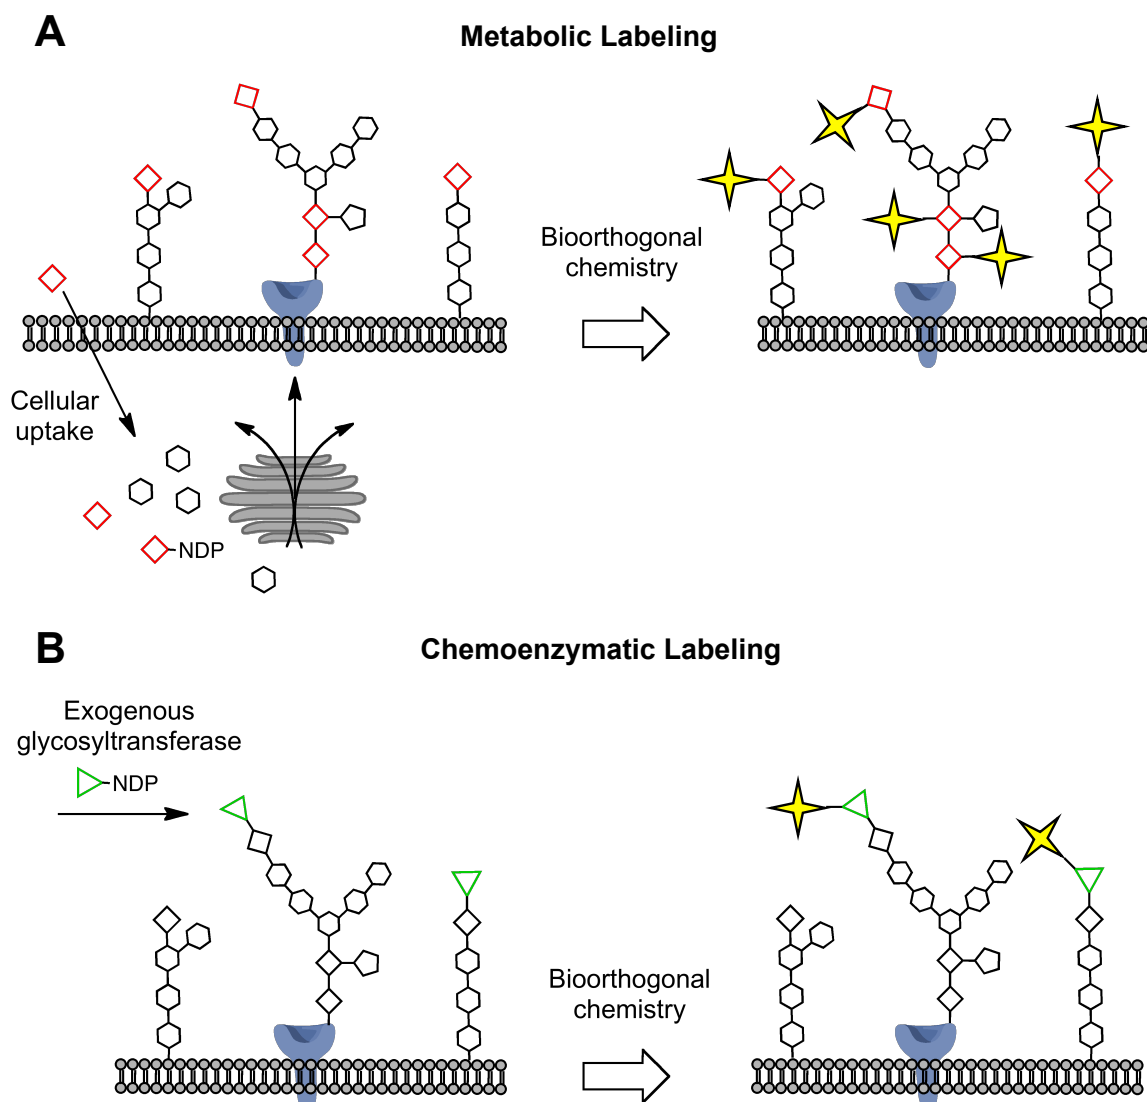 A
Metabolic Labeling
Bioorthogonal
chemistry
Cellular
uptake
NDP
B
Chemoenzymatic Labeling
Exogenous
glycosyltransferase
NDP
Bioorthogonal
chemistry